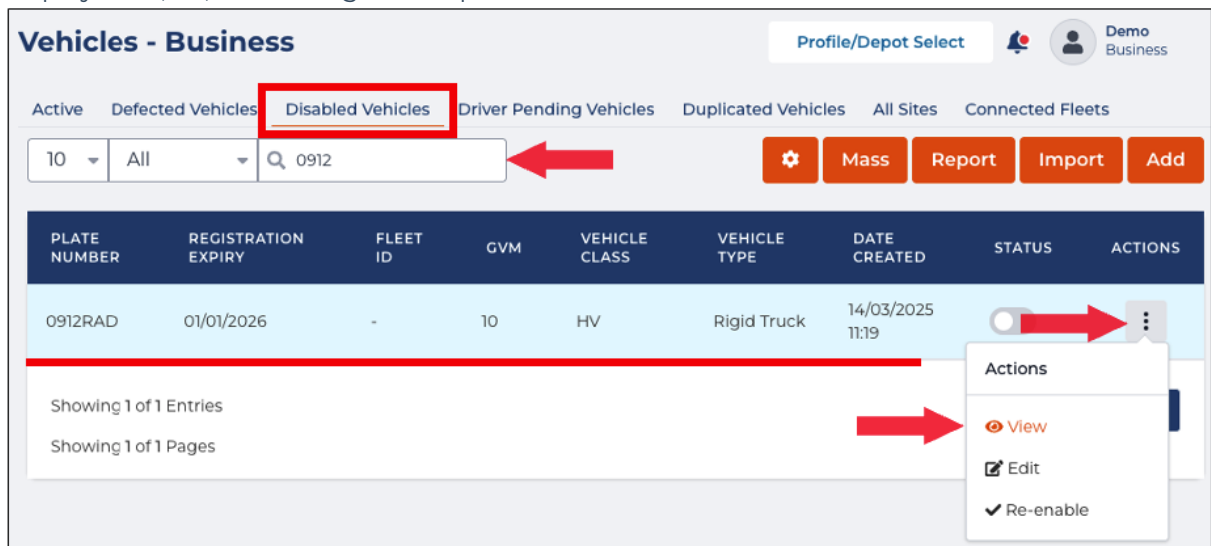 Vehicles - Business
Profile/Depot Select
Demo
Business
Active Defected Vehicles Disabled Vehicles Driver Pending Vehicles Duplicated Vehicles All Sites Connected Fleets
10 All 0912 Mass Report Import Add
PLATE NUMBER REGISTRATION EXPIRY FLEET ID GVM VEHICLE CLASS VEHICLE TYPE DATE CREATED STATUS ACTIONS
0912RAD 01/01/2026 - 10 HV Rigid Truck 14/03/2025 11:19
Actions
Showing 1 of 1 Entries
View
Showing 1 of 1 Pages
Edit
Re-enable